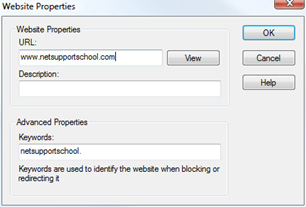 Website Properties
Website Properties
URL:
www.netsupportschool.com
View
Description:
OK
Cancel
Help
Advanced Properties
Keywords:
netsupportschool.
Keywords are used to identify the website when blocking or
redirecting it